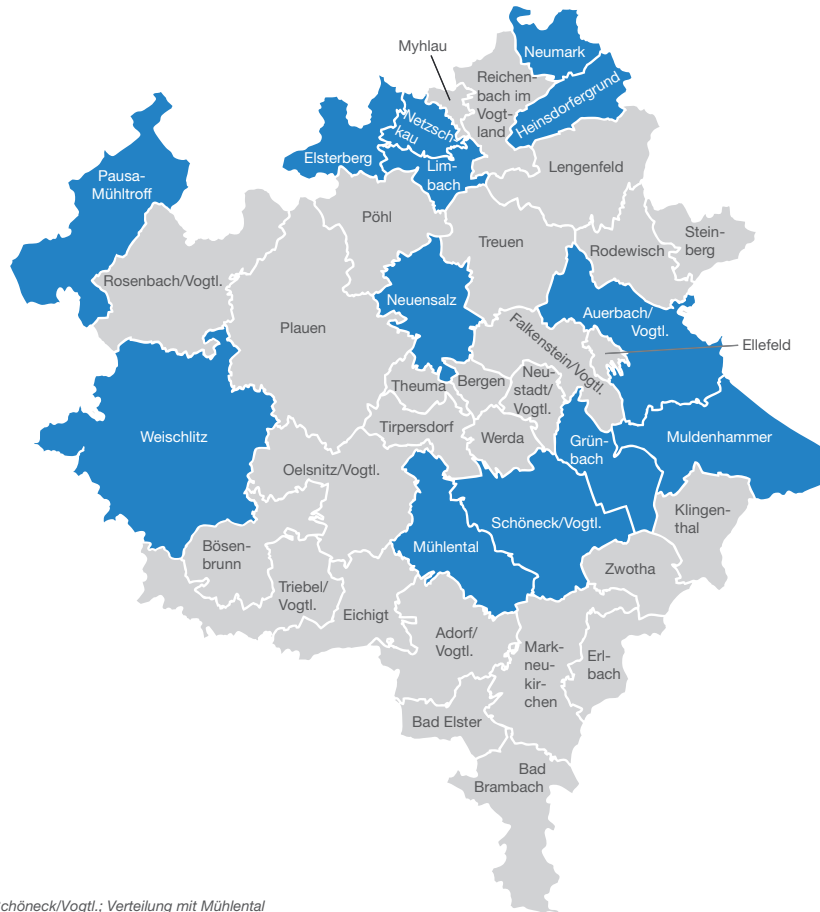 Neumark
Myhlau
Reichen-
bach im
Vogt-
land
Heinsdorfergrund
Netzsch
kau
Elsterberg
Lim-
bach
Lengenfeld
Pausa-
Mühltroff
Pöhl
Treuen
Rodewisch
Stein-
berg
Rosenbach/Vogtl.
Neuensalz
Auerbach/
Vogtl.
Plauen
Falkenstein/Vogtl.
Ellefeld
Theuma
Bergen
Neu-
stadt/
Vogtl.
Tirpersdorf
Werda
Grün-
bach
Muldenhammer
Weischlitz
Oelsnitz/Vogtl.
Schöneck/Vogtl.
Klingen-
thal
Mühlental
Bösen-
brunn
Zwotha
Triebel/
Vogtl.
Eichigt
Adorf/
Vogtl.
Mark-
neu-
kir-
chen
Erl-
bach
Bad Elster
Bad
Brambach
chöneck/Vogtl.; Verteilung mit Mühlental